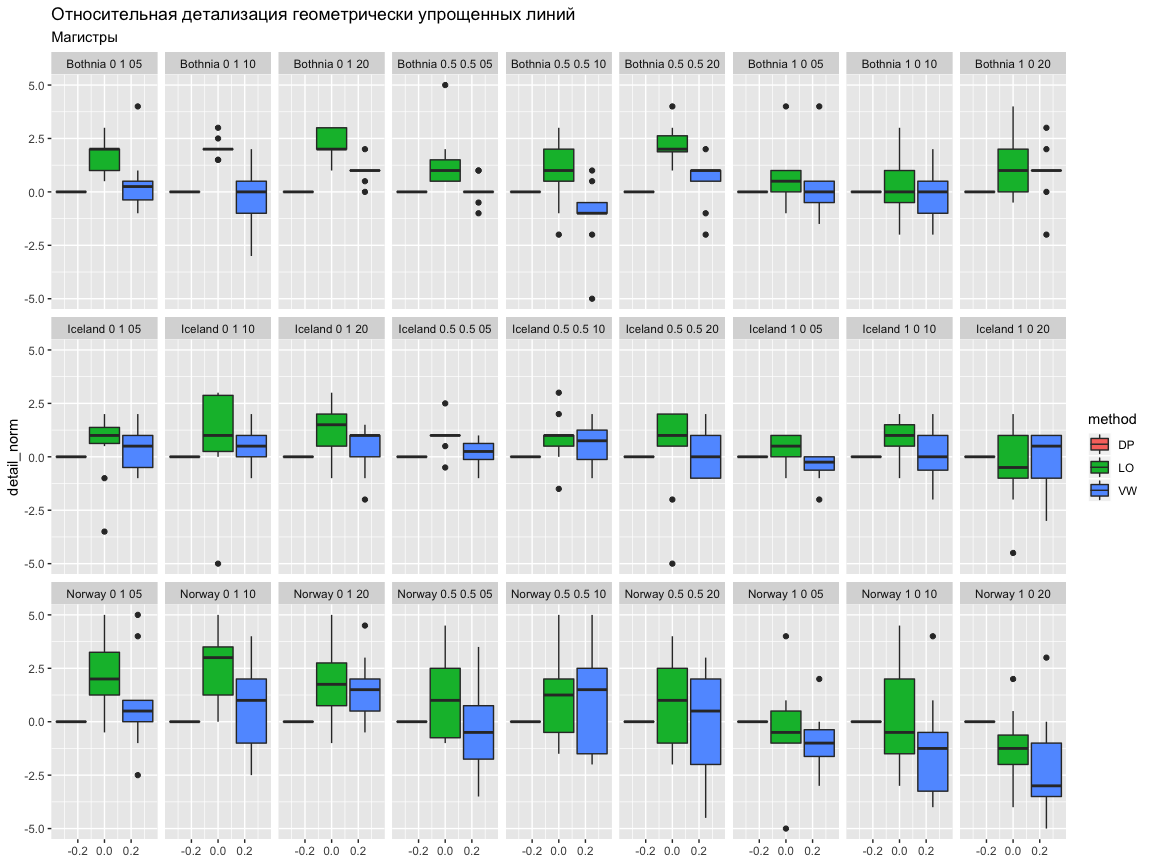 Относительная детализация геометрически упрощенных линий
Магистры
Bothnia 0 1 05 Bothnia 0 1 10 Bothnia 0 1 20 Bothnia 0.5 0.5 05 Bothnia 0.5 0.5 10 Bothnia 0.5 0.5 20 Bothnia 1 0 05 Bothnia 1 0 10 Bothnia 1 0 20
5.0
2.5
0.0
-2.5
-5.0
Iceland 0 1 05 Iceland 0 1 10 Iceland 0 1 20 Iceland 0.5 0.5 05 Iceland 0.5 0.5 10 Iceland 0.5 0.5 20 Iceland 1 0 05 Iceland 1 0 10 Iceland 1 0 20
5.0
2.5
0.0
-2.5
-5.0
detail_norm
method
DP
LO
VW
Norway 0 1 05 Norway 0 1 10 Norway 0 1 20 Norway 0.5 0.5 05 Norway 0.5 0.5 10 Norway 0.5 0.5 20 Norway 1 0 05 Norway 1 0 10 Norway 1 0 20
5.0
2.5
0.0
-2.5
-5.0
-0.2 0.0 0.2 -0.2 0.0 0.2 -0.2 0.0 0.2 -0.2 0.0 0.2 -0.2 0.0 0.2 -0.2 0.0 0.2 -0.2 0.0 0.2 -0.2 0.0 0.2 -0.2 0.0 0.2